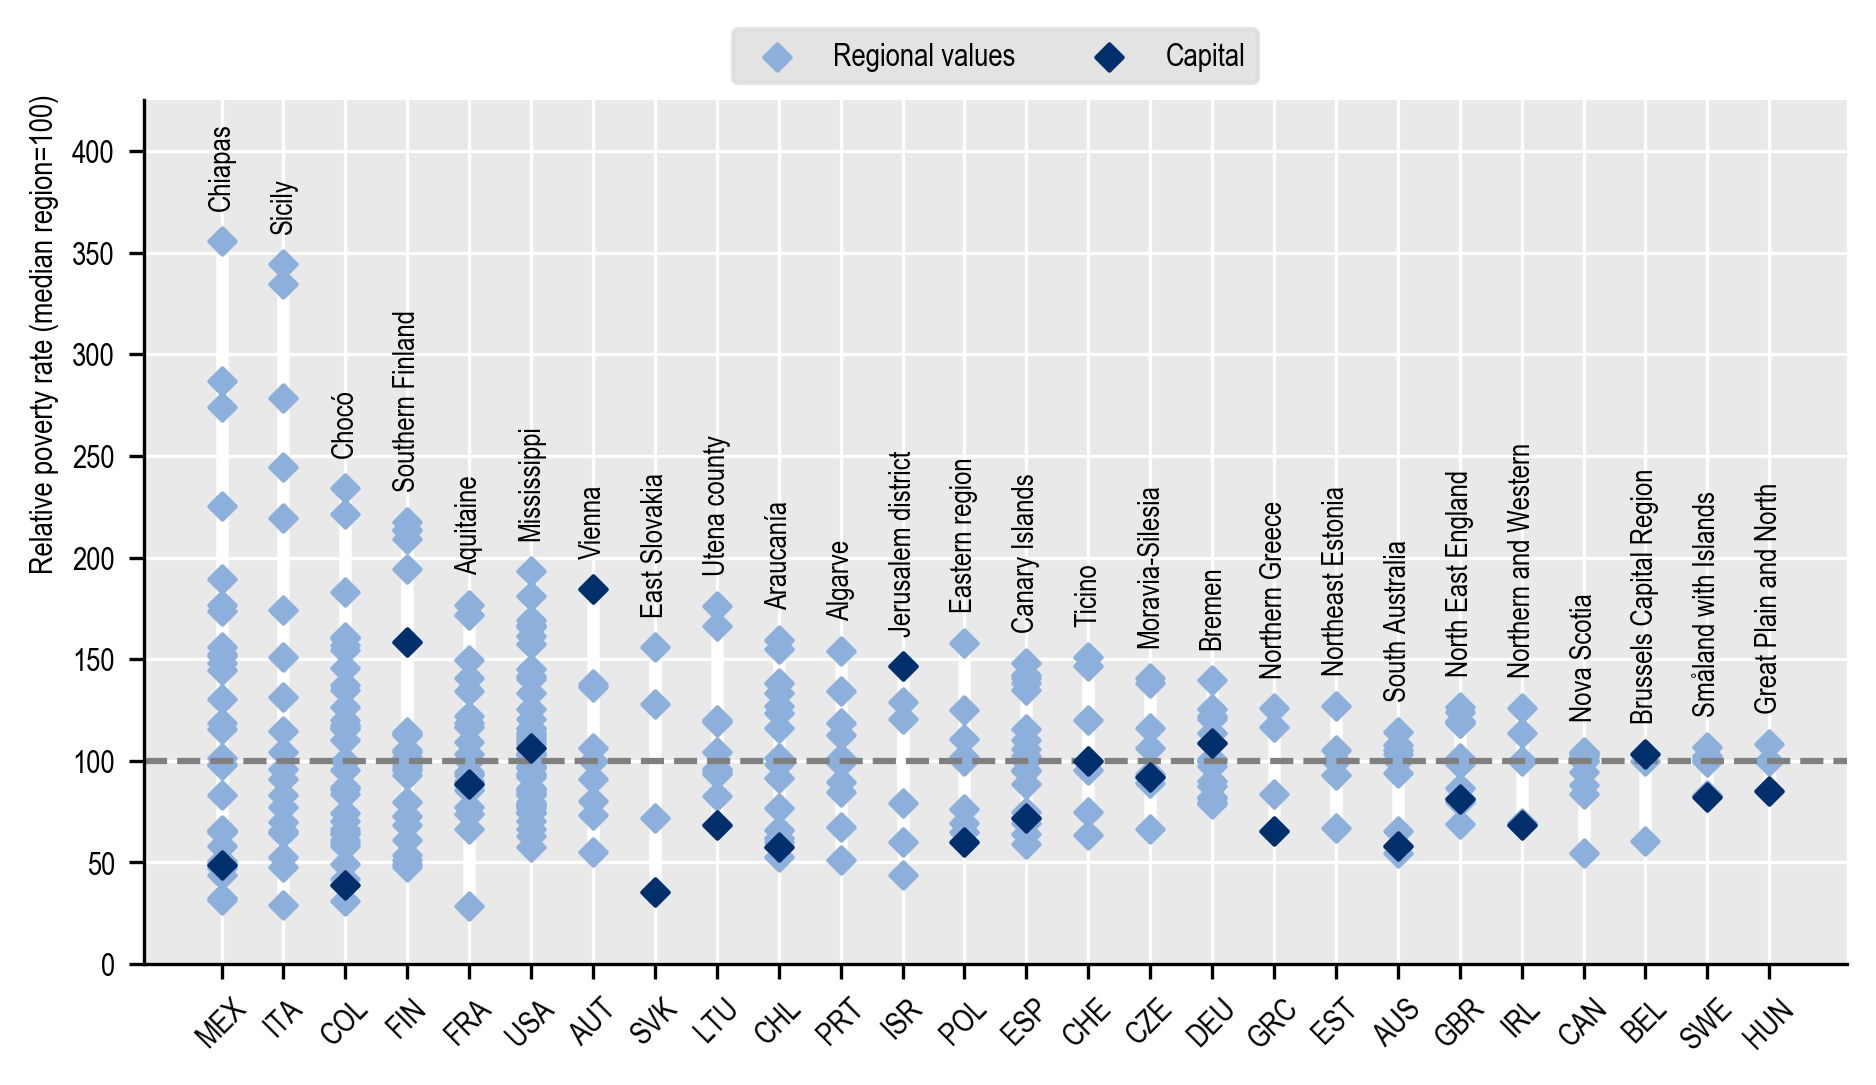 Regional values
Capital
Relative poverty rate (median region=100)
400
350
300
250
200
150
100
50
0
Chiapas
Sicily
Chocó
Southern Finland
Aquitaine
Mississippi
Vienna
East Slovakia
Utena county
Araucanía
Algarve
Jerusalem district
Eastern region
Canary Islands
Ticino
Moravia-Silesia
Bremen
Northern Greece
Northeast Estonia
South Australia
North East England
Northern and Western
Nova Scotia
Brussels Capital Region
Småland with Islands
Great Plain and North
MEX
ITA
COL
FIN
FRA
USA
AUT
SVK
LTU
CHL
PRT
ISR
POL
ESP
CHE
CZE
DEU
GRC
EST
AUS
GBR
IRL
CAN
BEL
SWE
HUN